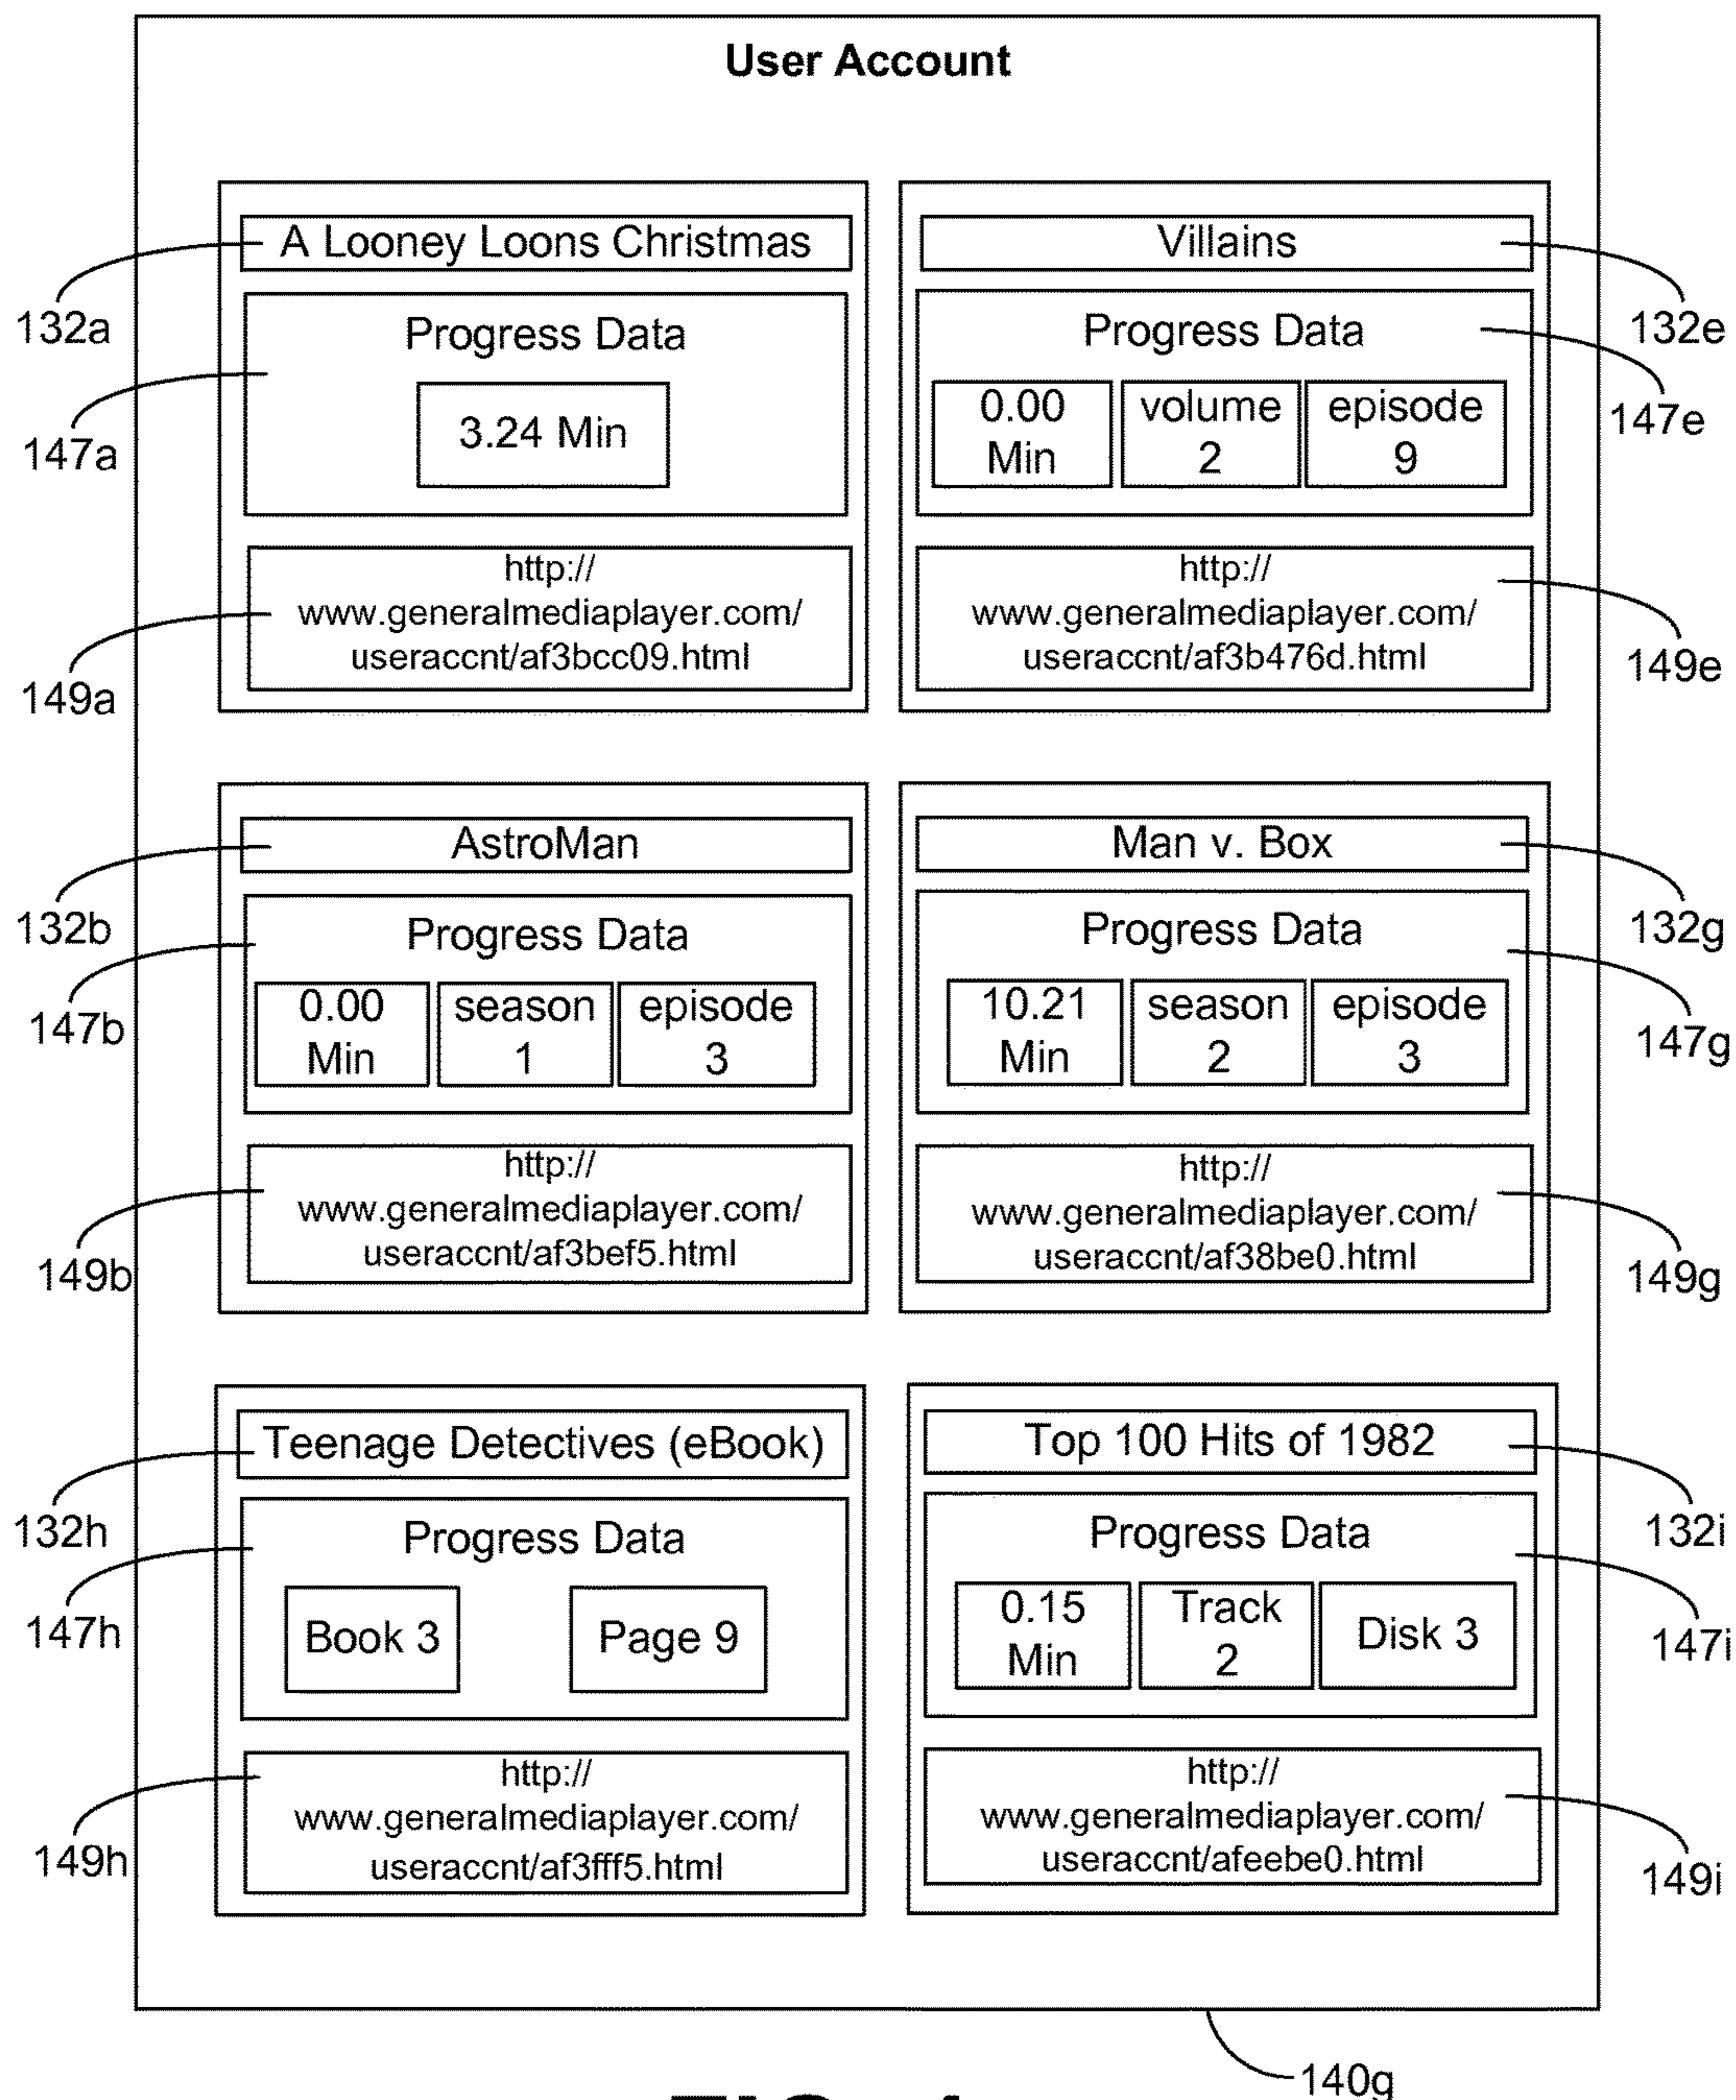 User Account
A Looney Loons Christmas
132a
Progress Data
3.24 Min
147a
http://
www.generalmediaplayer.com/
useraccnt/af3bcc09.html
149a
Villains
132e
Progress Data
0.00
Min
volume
2
episode
9
147e
http://
www.generalmediaplayer.com/
useraccnt/af3b476d.html
149e
AstroMan
132b
Progress Data
0.00
Min
season
1
episode
3
147b
http://
www.generalmediaplayer.com/
useraccnt/af3bef5.html
149b
Man v. Box
132g
Progress Data
10.21
Min
season
2
episode
3
147g
http://
www.generalmediaplayer.com/
useraccnt/af38be0.html
149g
Teenage Detectives (eBook)
132h
Progress Data
Book 3
Page 9
147h
http://
www.generalmediaplayer.com/
useraccnt/af3fff5.html
149h
Top 100 Hits of 1982
132i
Progress Data
0.15
Min
Track
2
Disk 3
147i
http://
www.generalmediaplayer.com/
useraccnt/afeebe0.html
149i
140g